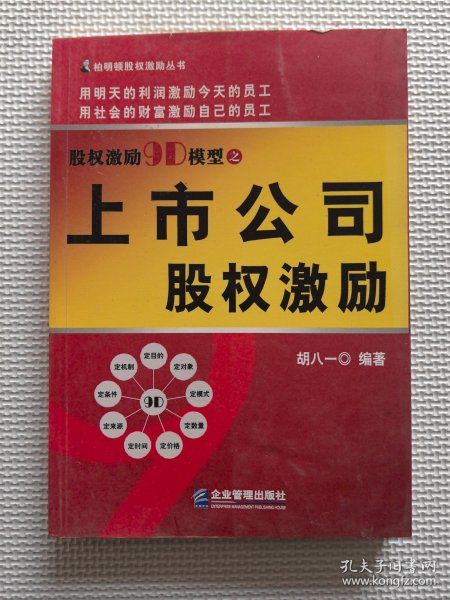 柏明顿股权激励丛书
用明天的利润激励今天的员工
用社会的财富激励自己的员工
股权激励9D模型之
上市公司
股权激励
胡八一◎ 编著
定目的
定对象
定模式
定数量
定价格
定时间
定来源
定条件
定机制
9D
企业管理出版社
ENTERPRISE MANAGEMENT PUBLISHING HOUSE
孔夫子旧书网
www.kongfz.com